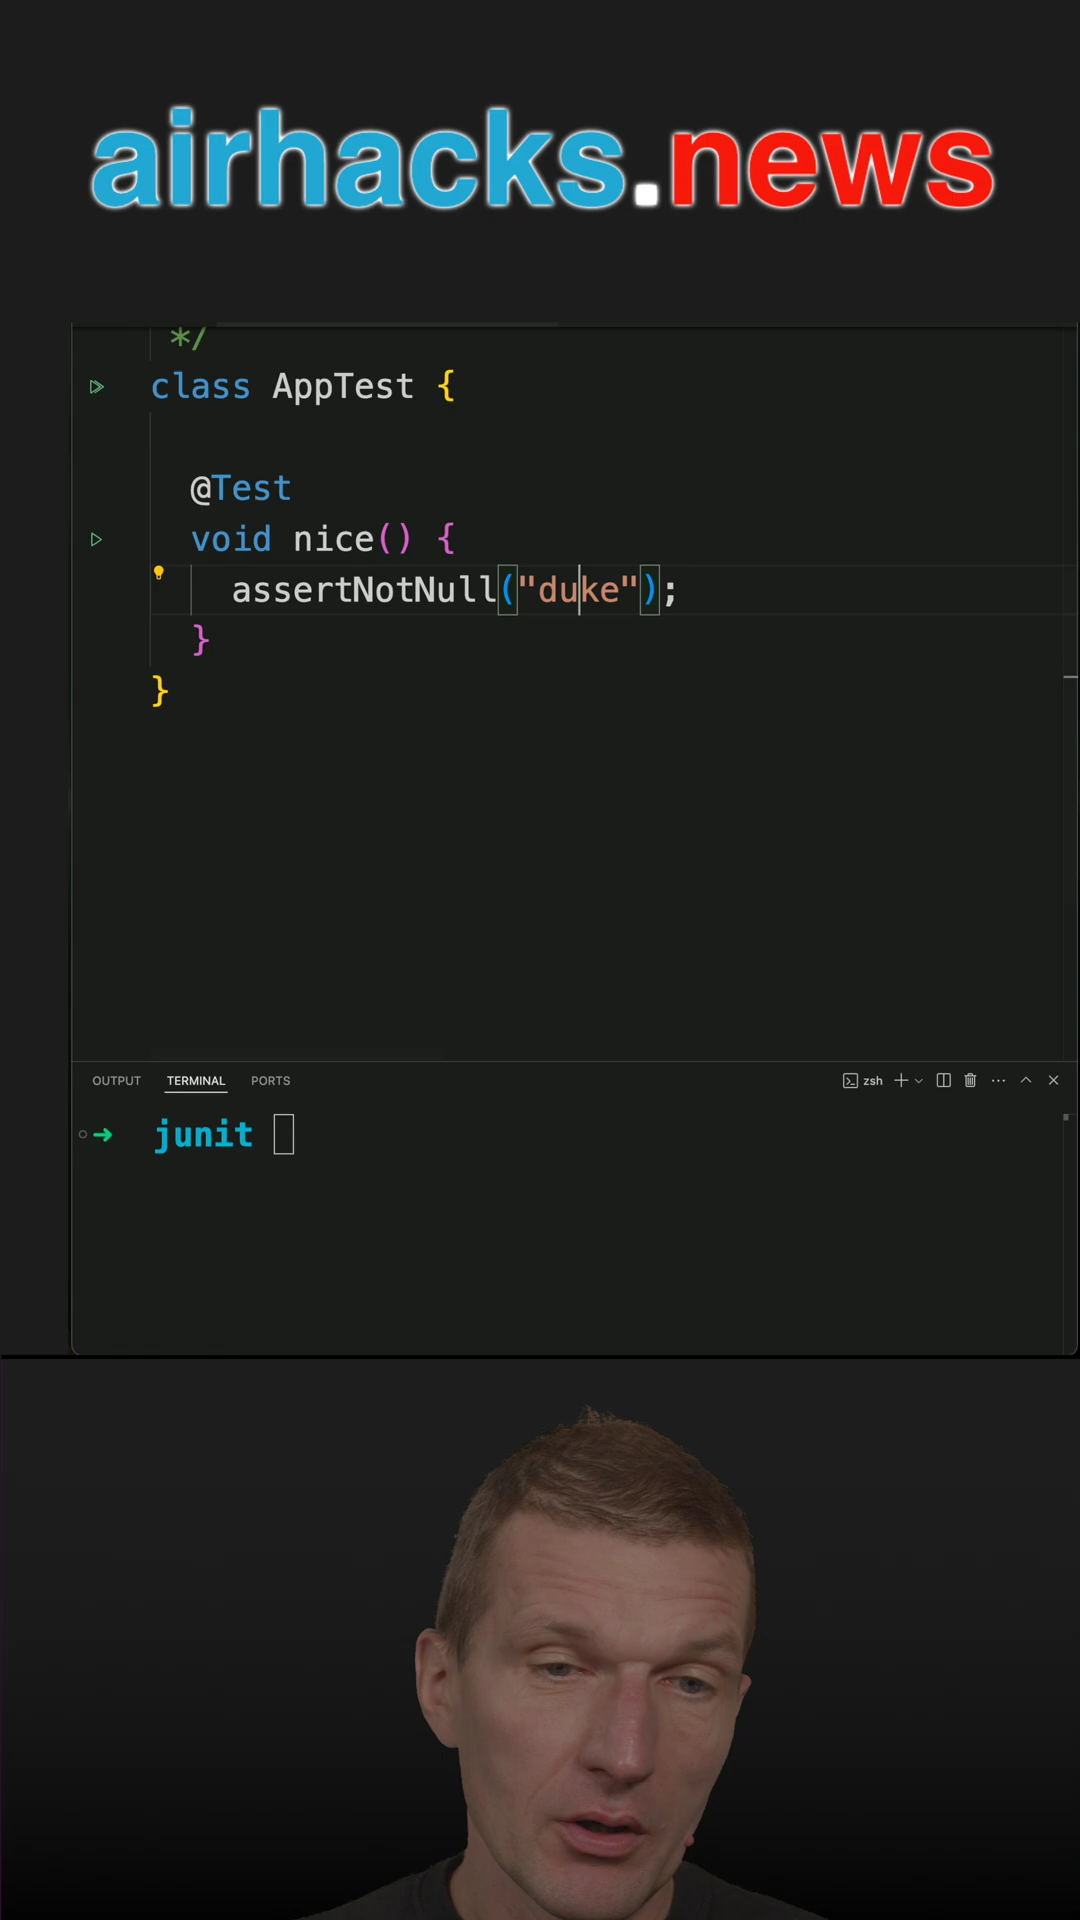 airhacks.news
*/
class AppTest {
@Test
void nice() {
assertNotNull("duke");
}
}
OUTPUT TERMINAL PORTS zsh
junit